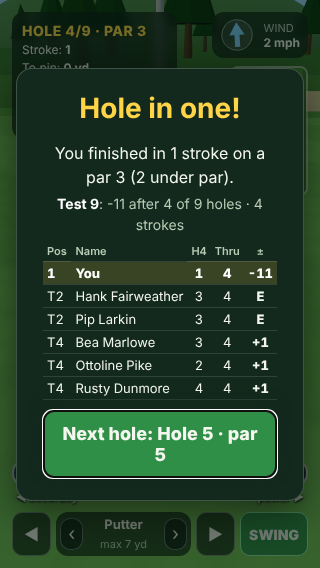 HOLE 4/9 · PAR 3
Stroke: 1
To pin: 0 yd
WIND
2 mph
Hole in one!
You finished in 1 stroke on a
par 3 (2 under par).
Test 9: -11 after 4 of 9 holes · 4
strokes
Pos Name H4 Thru ±
1 You 1 4 -11
T2 Hank Fairweather 3 4 E
T2 Pip Larkin 3 4 E
T4 Bea Marlowe 3 4 +1
T4 Ottoline Pike 2 4 +1
T4 Rusty Dunmore 4 4 +1
Next hole: Hole 5 · par
5
Putter
max 7 yd
SWING